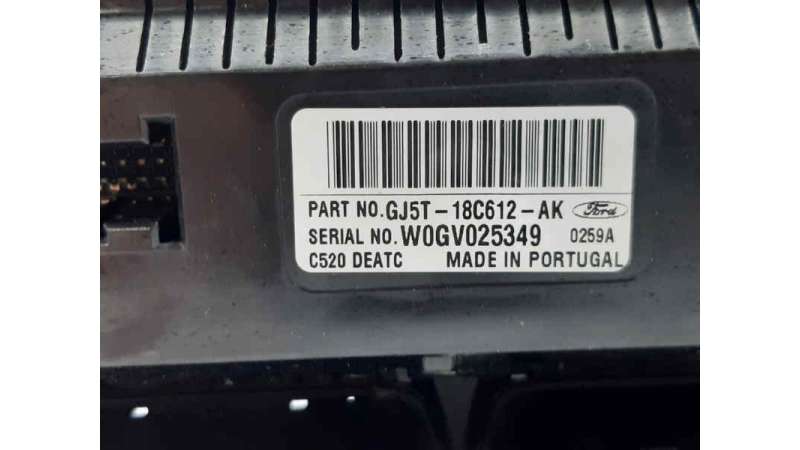 PART NO. GJ5T-18C612-AK Ford
SERIAL NO. W0GV025349 0259A
C520 DEATC MADE IN PORTUGAL